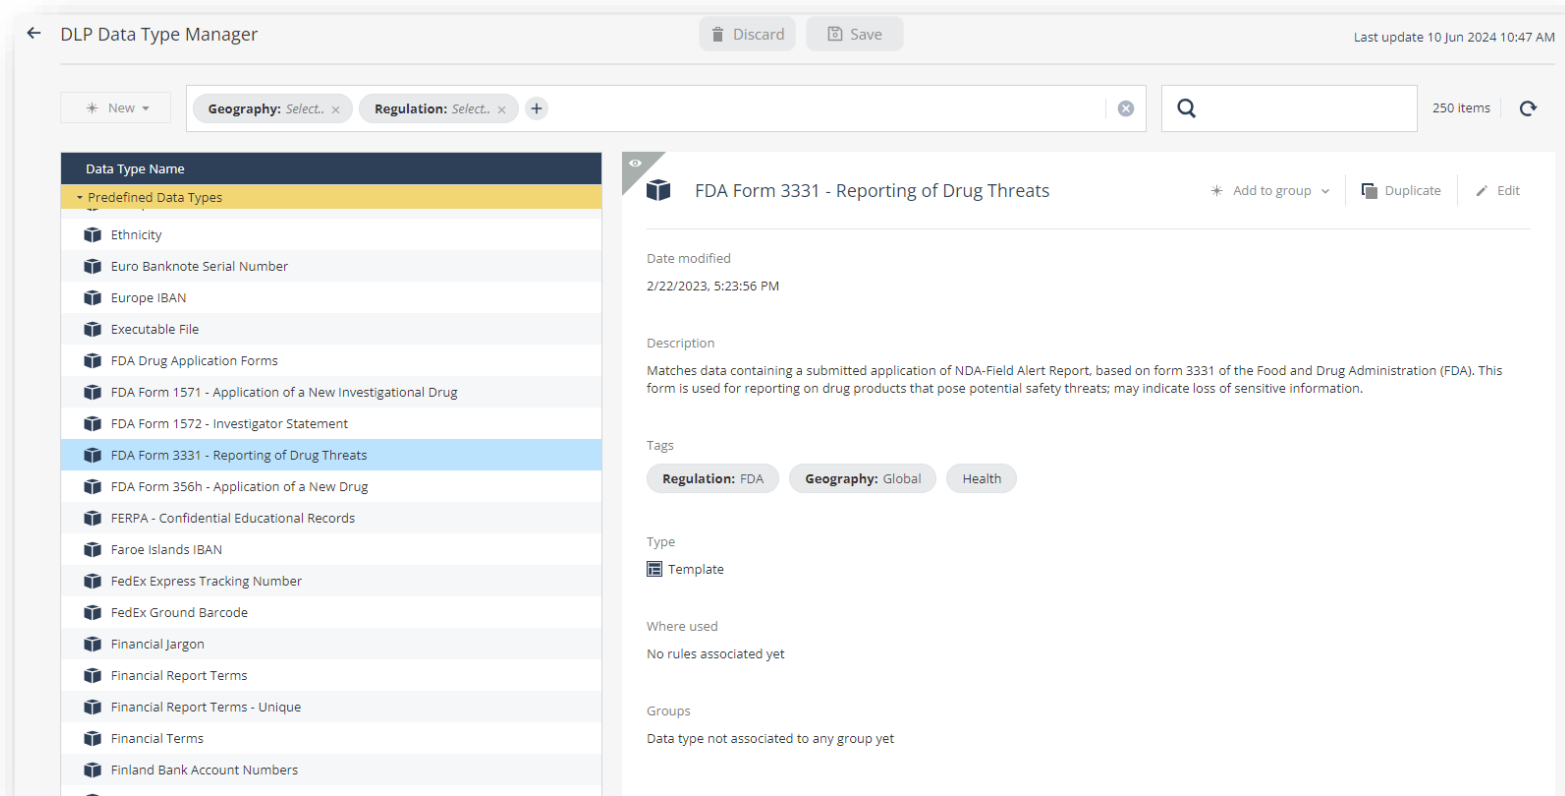 DLP Data Type Manager
Discard
Save
Last update 10 Jun 2024 10:47 AM
New
Geography: Select.. ×
Regulation: Select.. ×
+
250 items
Data Type Name
Predefined Data Types
Ethnicity
Euro Banknote Serial Number
Europe IBAN
Executable File
FDA Drug Application Forms
FDA Form 1571 - Application of a New Investigational Drug
FDA Form 1572 - Investigator Statement
FDA Form 3331 - Reporting of Drug Threats
FDA Form 356h - Application of a New Drug
FERPA - Confidential Educational Records
Faroe Islands IBAN
FedEx Express Tracking Number
FedEx Ground Barcode
Financial Jargon
Financial Report Terms
Financial Report Terms - Unique
Financial Terms
Finland Bank Account Numbers
FDA Form 3331 - Reporting of Drug Threats
Add to group
Duplicate
Edit
Date modified
2/22/2023, 5:23:56 PM
Description
Matches data containing a submitted application of NDA-Field Alert Report, based on form 3331 of the Food and Drug Administration (FDA). This
form is used for reporting on drug products that pose potential safety threats; may indicate loss of sensitive information.
Tags
Regulation: FDA
Geography: Global
Health
Type
Template
Where used
No rules associated yet
Groups
Data type not associated to any group yet